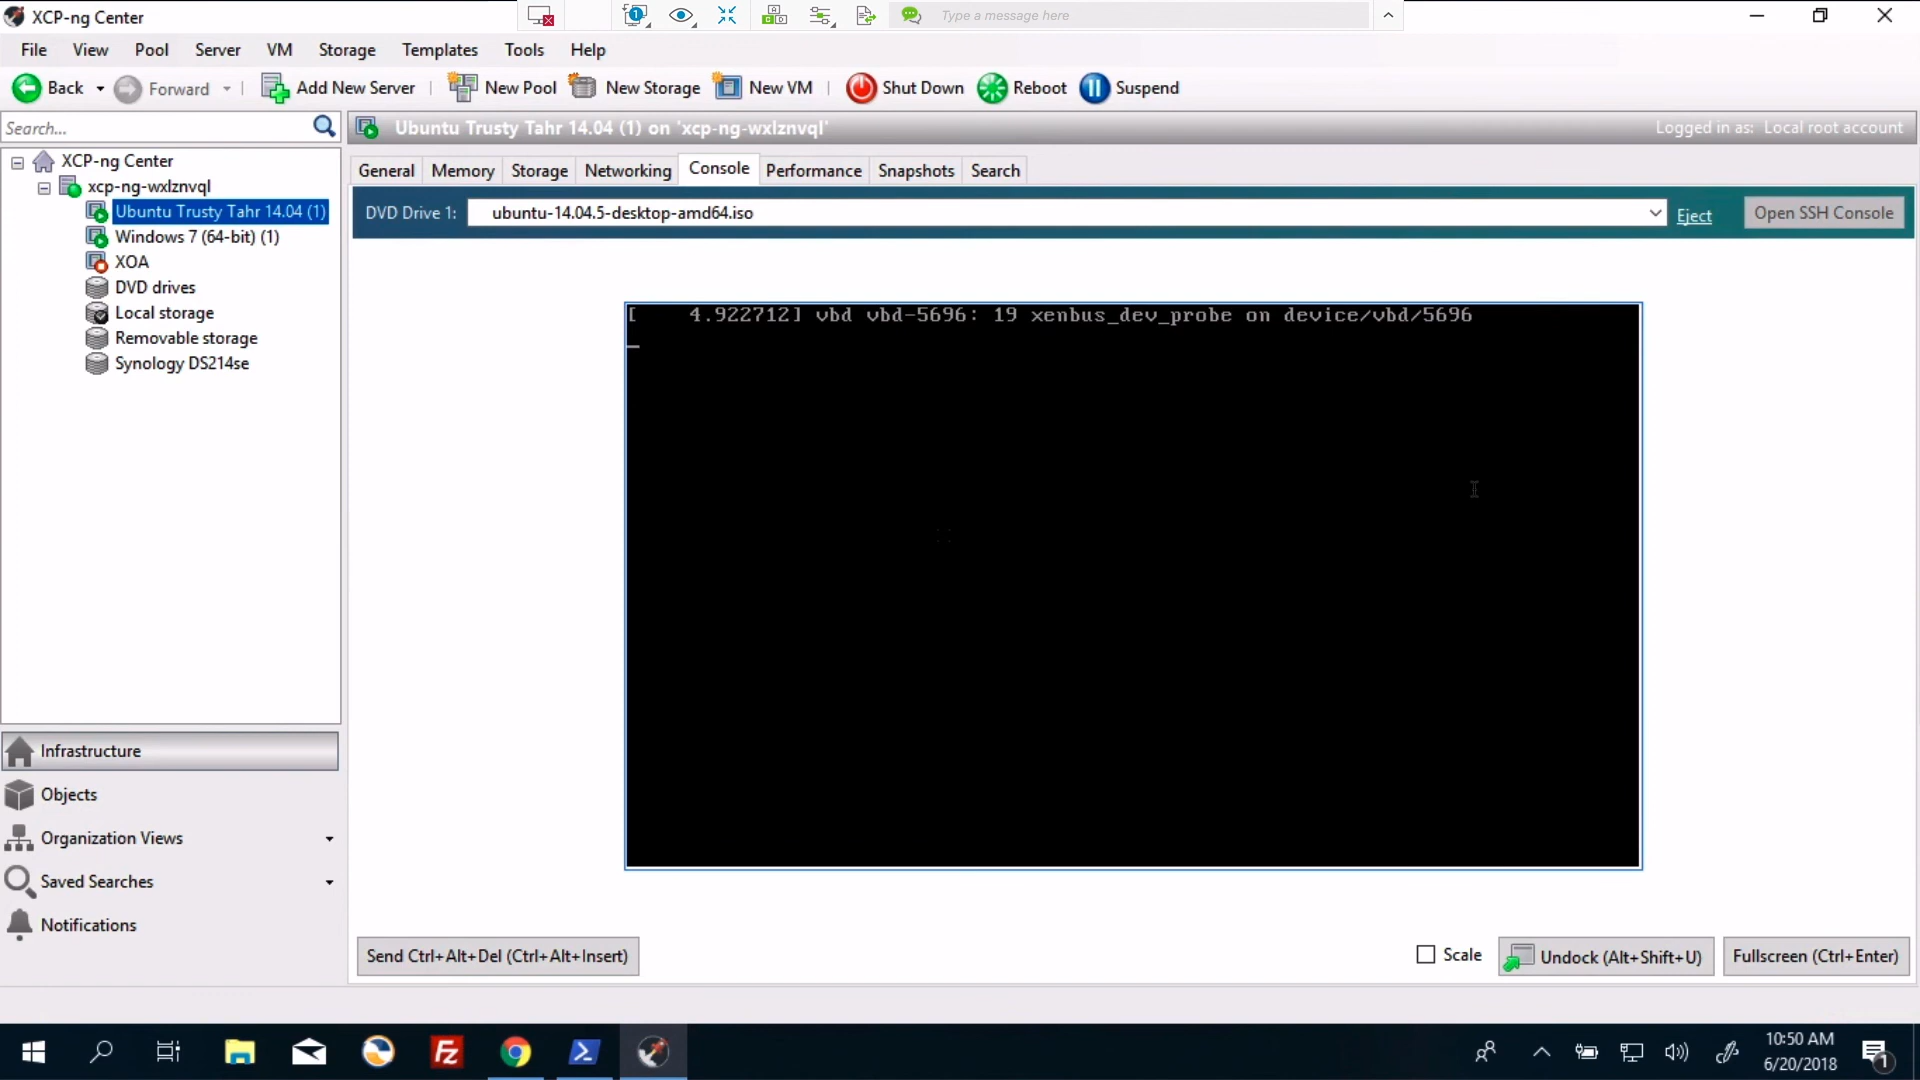 XCP-ng Center
1
Type a message here
File View Pool Server VM Storage Templates Tools Help
Back Forward Add New Server New Pool New Storage New VM Shut Down Reboot Suspend
Search...
Ubuntu Trusty Tahr 14.04 (1) on 'xcp-ng-wxlznvql'
Logged in as: Local root account
XCP-ng Center
xcp-ng-wxlznvql
Ubuntu Trusty Tahr 14.04 (1)
Windows 7 (64-bit) (1)
XOA
DVD drives
Local storage
Removable storage
Synology DS214se
General Memory Storage Networking Console Performance Snapshots Search
DVD Drive 1: ubuntu-14.04.5-desktop-amd64.iso Eject Open SSH Console
[    4.922712] vbd vbd-5696: 19 xenbus_dev_probe on device/vbd/5696
_
Infrastructure
Objects
Organization Views
Saved Searches
Notifications
Send Ctrl+Alt+Del (Ctrl+Alt+Insert) Scale Undock (Alt+Shift+U) Fullscreen (Ctrl+Enter)
Fz
10:50 AM
6/20/2018
1